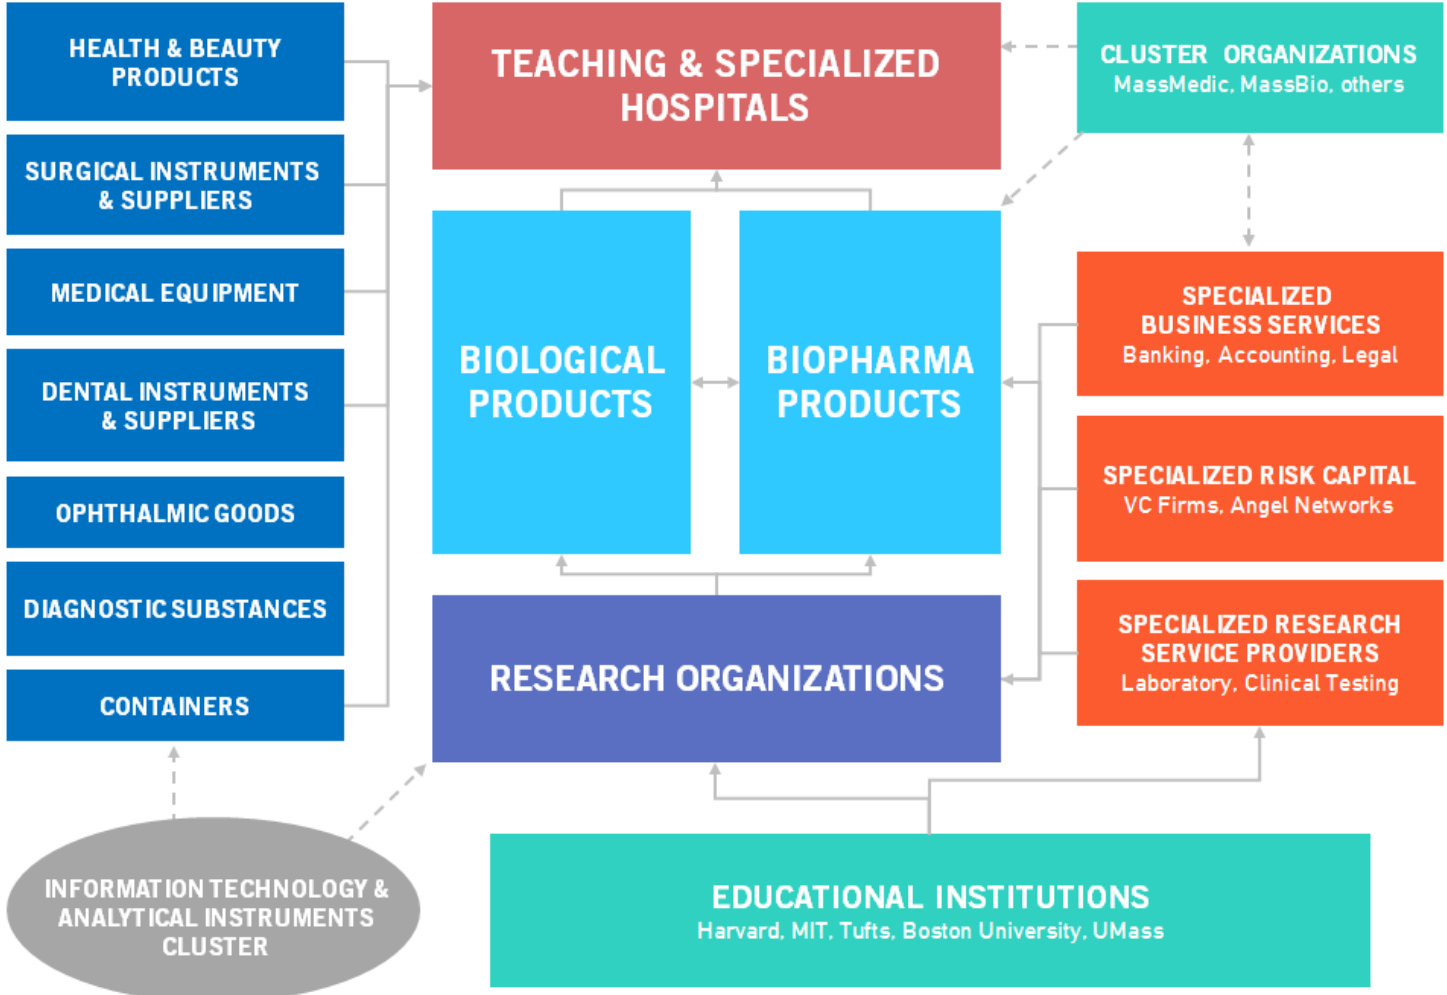 HEALTH & BEAUTY
PRODUCTS
SURGICAL INSTRUMENTS
& SUPPLIERS
MEDICAL EQUIPMENT
DENTAL INSTRUMENTS
& SUPPLIERS
OPHTHALMIC GOODS
DIAGNOSTIC SUBSTANCES
CONTAINERS
INFORMATION TECHNOLOGY &
ANALYTICAL INSTRUMENTS
CLUSTER
TEACHING & SPECIALIZED
HOSPITALS
BIOLOGICAL
PRODUCTS
BIOPHARMA
PRODUCTS
RESEARCH ORGANIZATIONS
CLUSTER ORGANIZATIONS
MassMedic, MassBio, others
SPECIALIZED
BUSINESS SERVICES
Banking, Accounting, Legal
SPECIALIZED RISK CAPITAL
VC Firms, Angel Networks
SPECIALIZED RESEARCH
SERVICE PROVIDERS
Laboratory, Clinical Testing
EDUCATIONAL INSTITUTIONS
Harvard, MIT, Tufts, Boston University, UMass